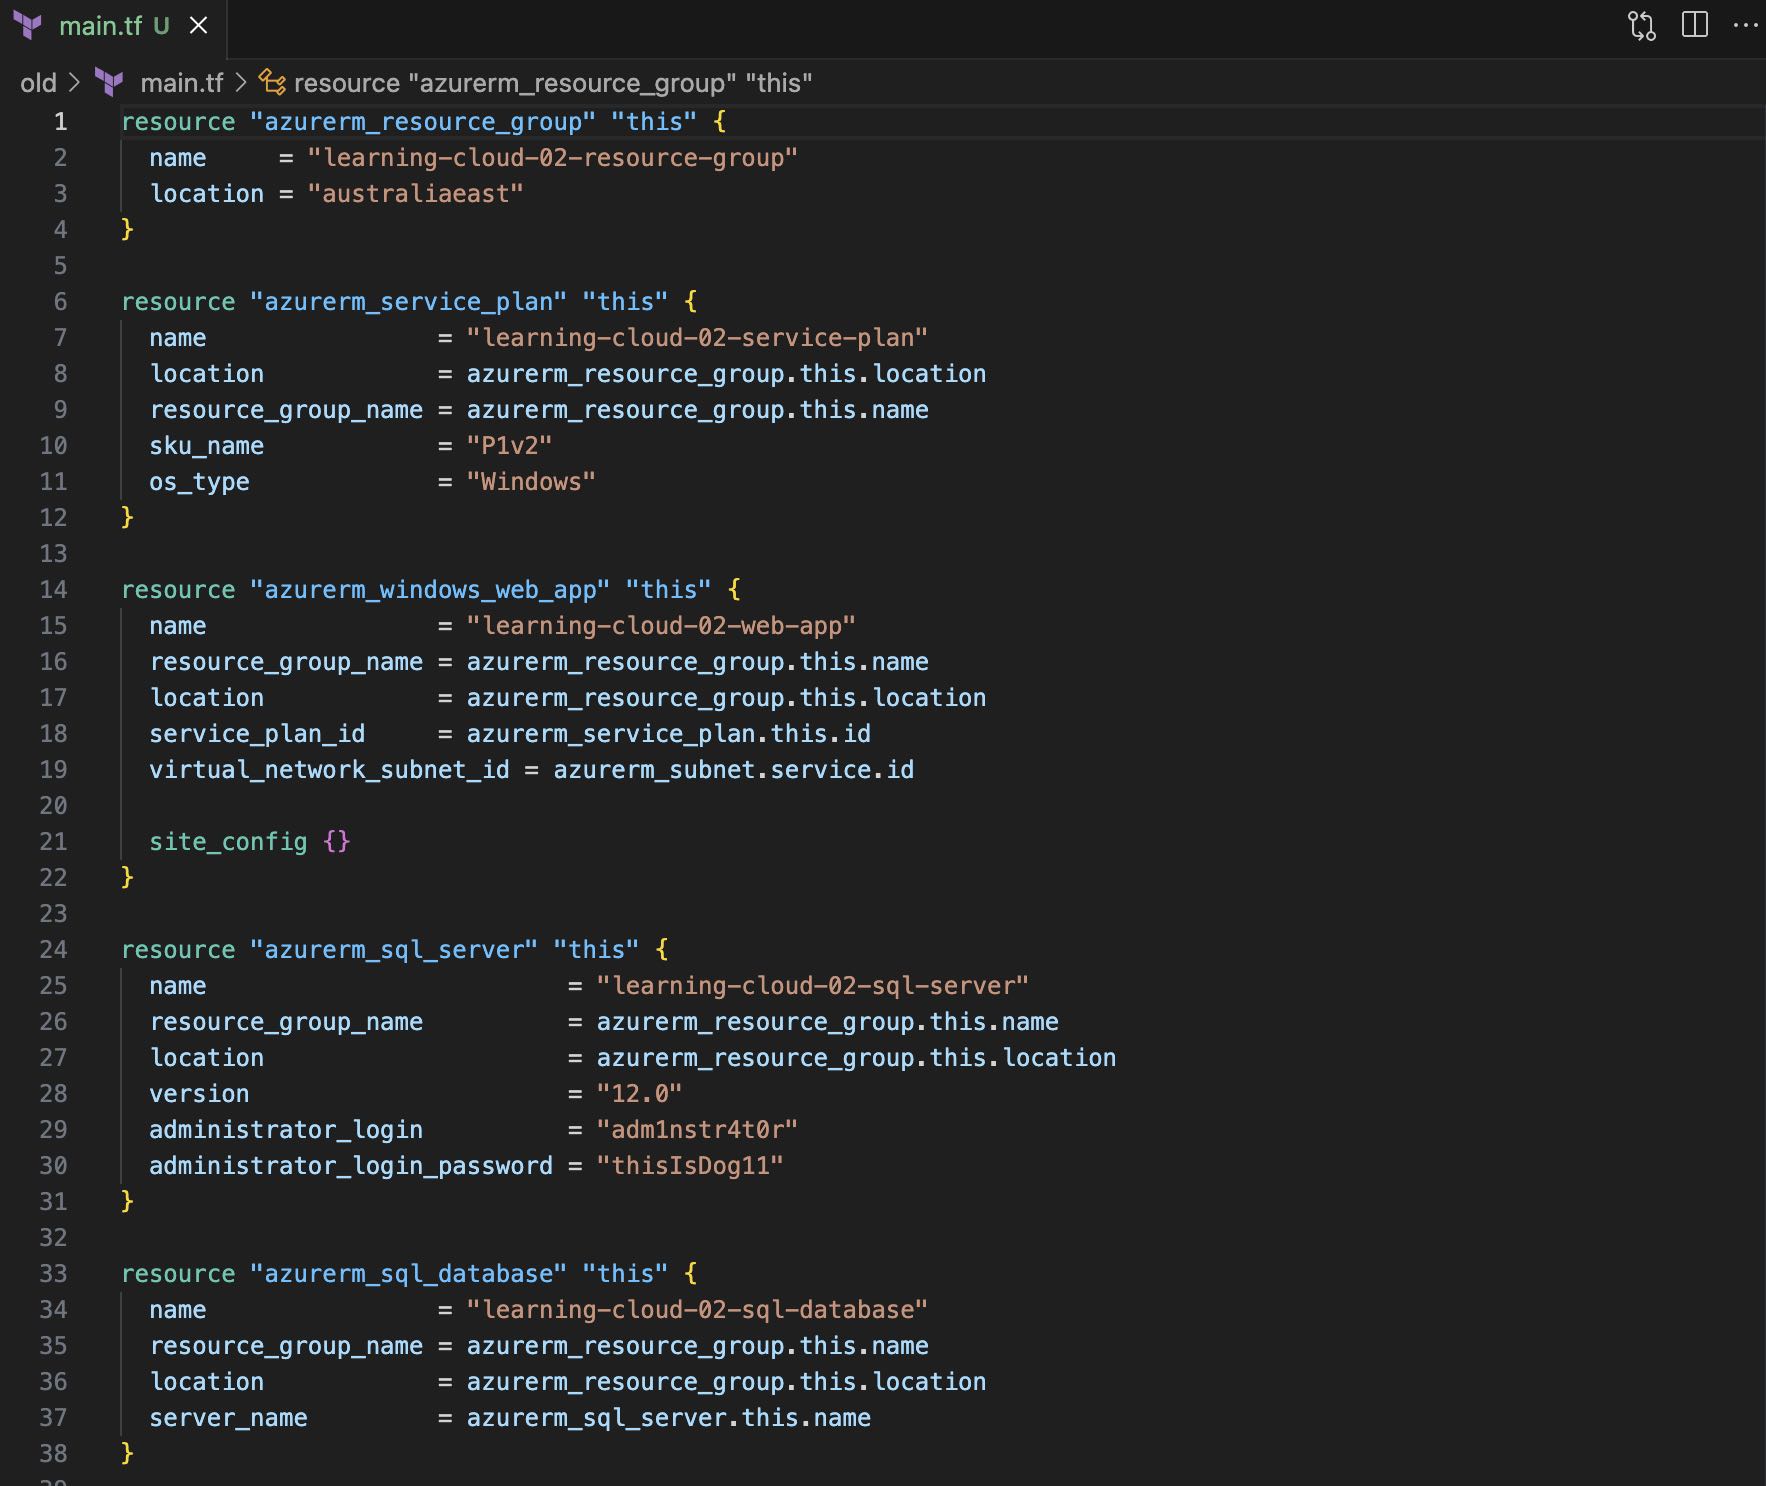 main.tf U
old > main.tf > resource "azurerm_resource_group" "this"
1 resource "azurerm_resource_group" "this" {
2   name     = "learning-cloud-02-resource-group"
3   location = "australiaeast"
4 }
5
6 resource "azurerm_service_plan" "this" {
7   name                = "learning-cloud-02-service-plan"
8   location            = azurerm_resource_group.this.location
9   resource_group_name = azurerm_resource_group.this.name
10   sku_name            = "P1v2"
11   os_type             = "Windows"
12 }
13
14 resource "azurerm_windows_web_app" "this" {
15   name                = "learning-cloud-02-web-app"
16   resource_group_name = azurerm_resource_group.this.name
17   location            = azurerm_resource_group.this.location
18   service_plan_id     = azurerm_service_plan.this.id
19   virtual_network_subnet_id = azurerm_subnet.service.id
20
21   site_config {}
22 }
23
24 resource "azurerm_sql_server" "this" {
25   name                         = "learning-cloud-02-sql-server"
26   resource_group_name          = azurerm_resource_group.this.name
27   location                     = azurerm_resource_group.this.location
28   version                      = "12.0"
29   administrator_login          = "adm1nstr4t0r"
30   administrator_login_password = "thisIsDog11"
31 }
32
33 resource "azurerm_sql_database" "this" {
34   name                = "learning-cloud-02-sql-database"
35   resource_group_name = azurerm_resource_group.this.name
36   location            = azurerm_resource_group.this.location
37   server_name         = azurerm_sql_server.this.name
38 }